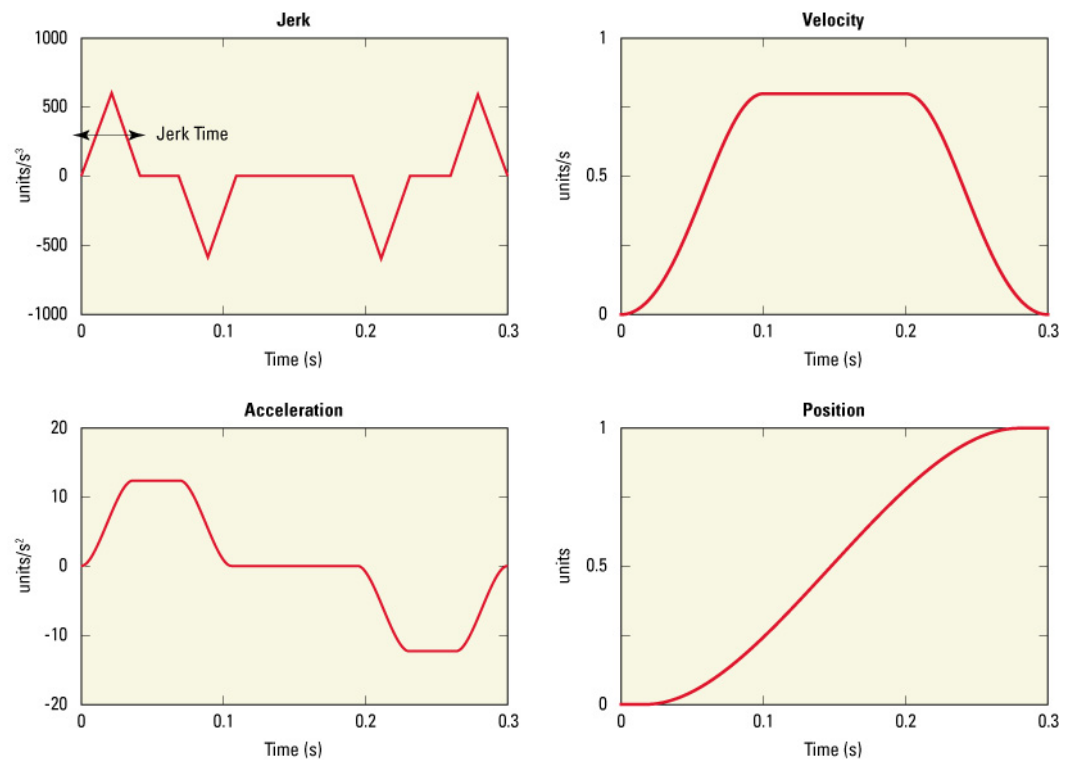 Jerk
1000
500
0
-500
-1000
units/s³
Jerk Time
0
0.1
0.2
0.3
Time (s)
Velocity
1
0.5
0
units/s
0
0.1
0.2
0.3
Time (s)
Acceleration
20
10
0
-10
-20
units/s²
0
0.1
0.2
0.3
Time (s)
Position
1
0.5
0
units
0
0.1
0.2
0.3
Time (s)